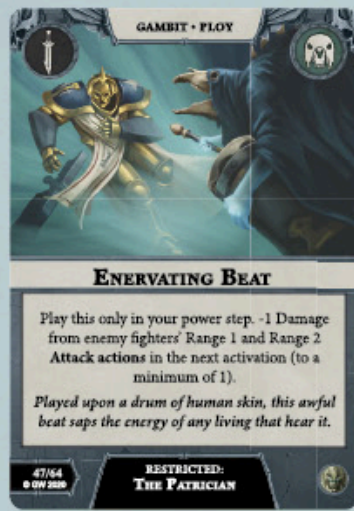 GAMBIT • PLOY
ENERVATING BEAT
Play this only in your power step. -1 Damage
from enemy fighters' Range 1 and Range 2
Attack actions in the next activation (to a
minimum of 1).
Played upon a drum of human skin, this awful
beat saps the energy of any living that hear it.
47/64
© GW 2020
RESTRICTED:
THE PATRICIAN